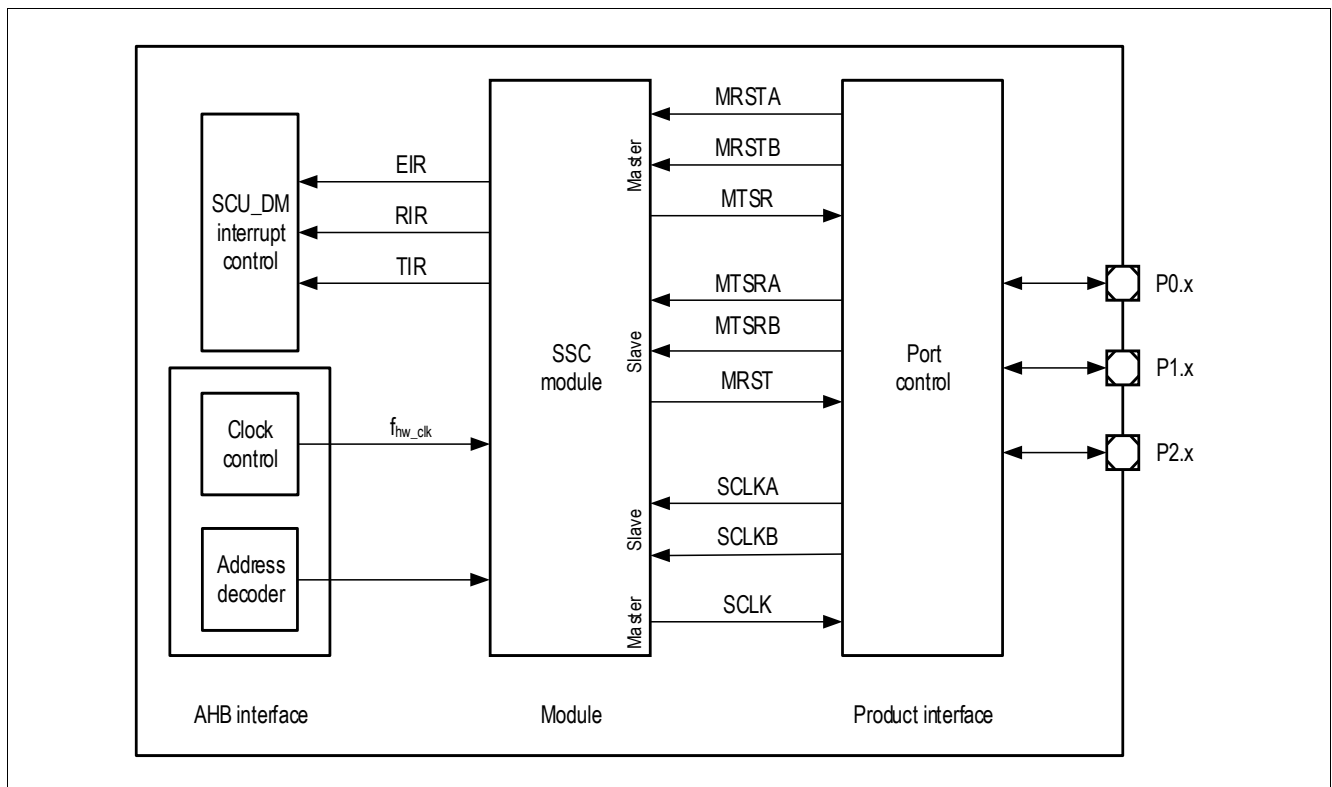 EIR
RIR
TIR
SCU_DM
interrupt
control
Clock
control
f_hw_clk
Address
decoder
AHB interface
SSC
module
Master
Slave
Slave
Master
Module
MRSTA
MRSTB
MTSR
MTSRA
MTSRB
MRST
SCLKA
SCLKB
SCLK
Port
control
Product interface
P0.x
P1.x
P2.x